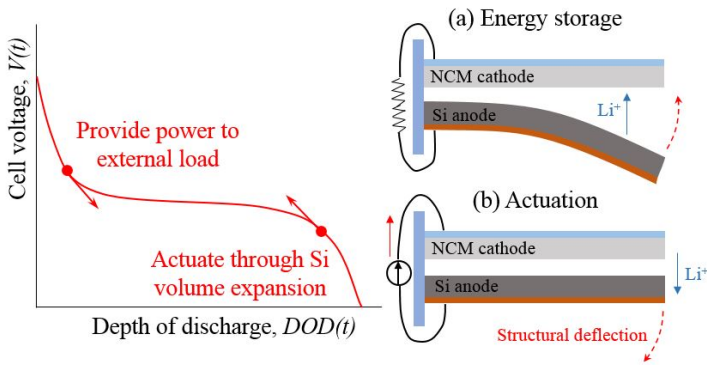 Cell voltage, V(t)
Provide power to
external load
Actuate through Si
volume expansion
Depth of discharge, DOD(t)
(a) Energy storage
NCM cathode
Si anode
Li⁺
(b) Actuation
NCM cathode
Si anode
Li⁺
Structural deflection